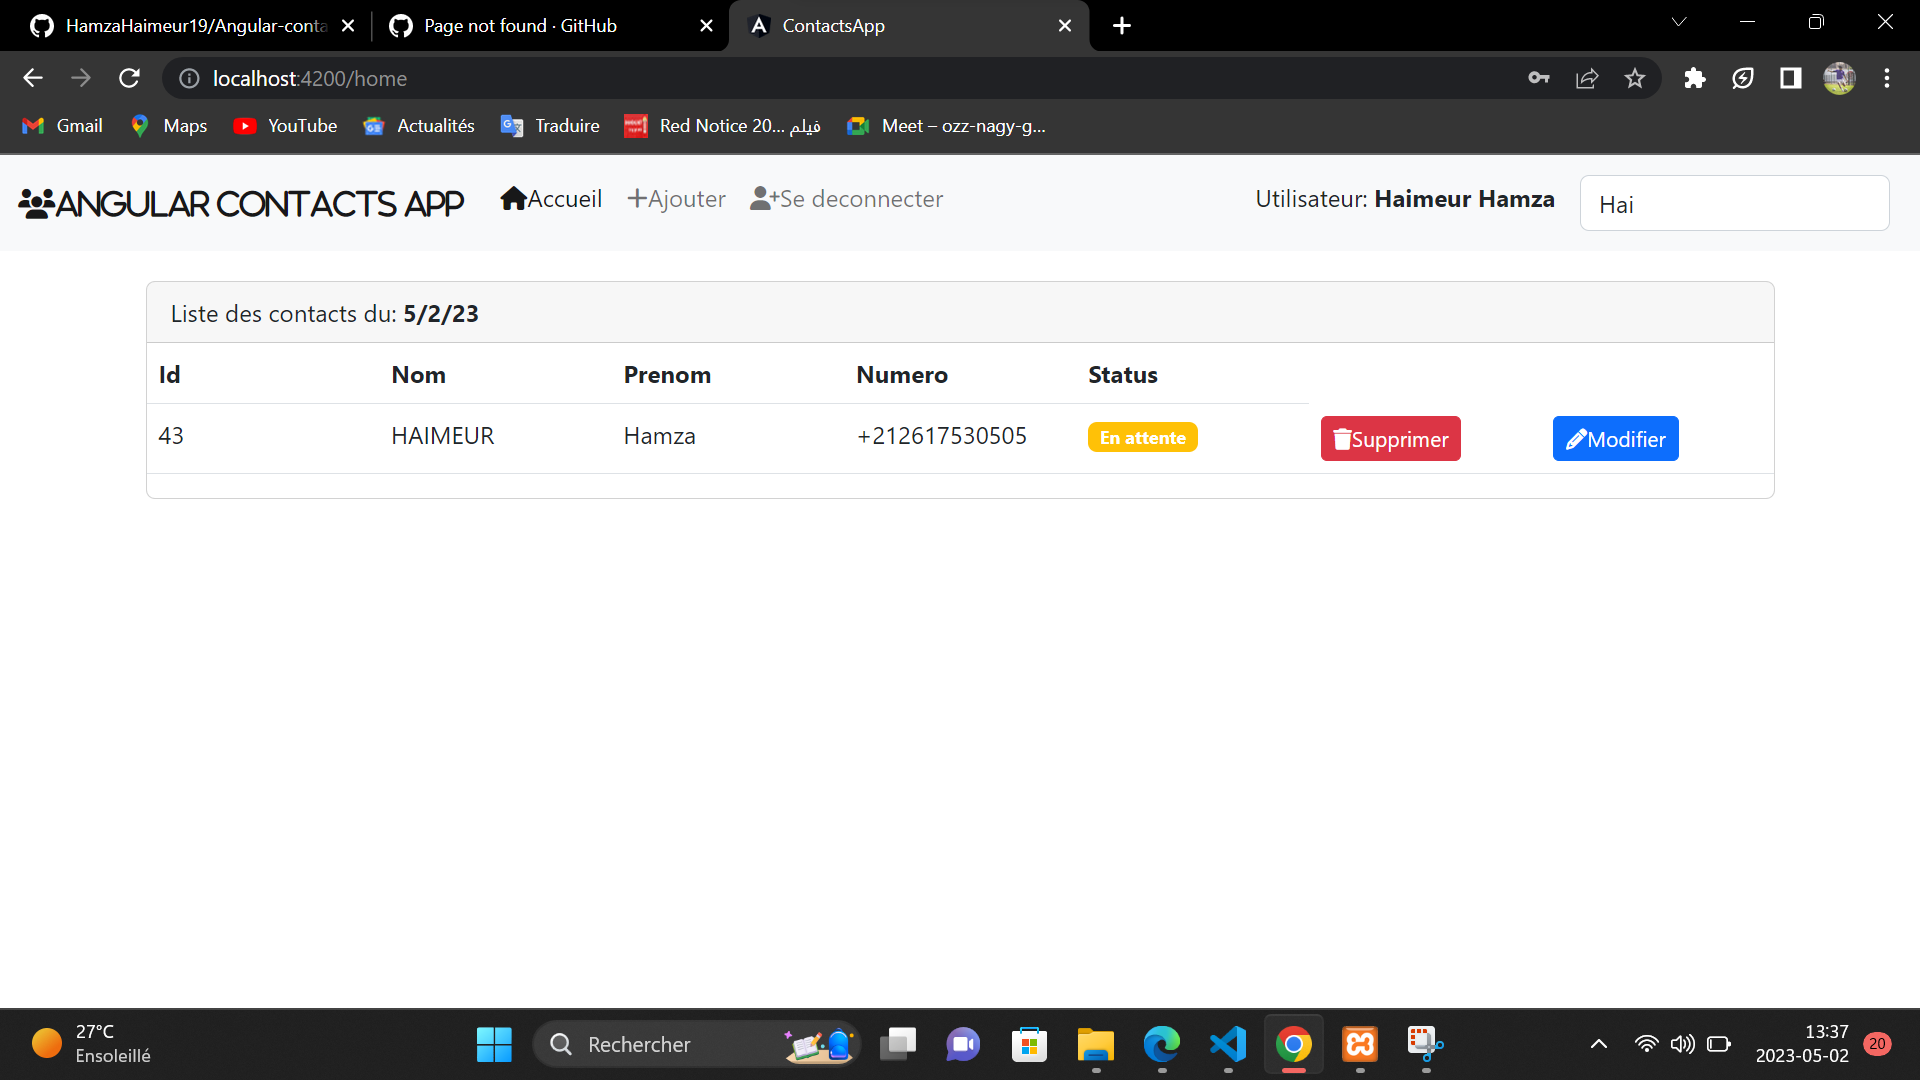 HamzaHaimeur19/Angular-conta
Page not found · GitHub
ContactsApp
localhost:4200/home
Gmail
Maps
YouTube
Actualités
Traduire
Red Notice 20... فيلم
Meet – ozz-nagy-g...
ANGULAR CONTACTS APP
Accueil
Ajouter
Se deconnecter
Utilisateur: Haimeur Hamza
Hai
Liste des contacts du: 5/2/23
Id Nom Prenom Numero Status
43 HAIMEUR Hamza +212617530505 En attente Supprimer Modifier
27°C
Ensoleillé
Rechercher
13:37
2023-05-02
20